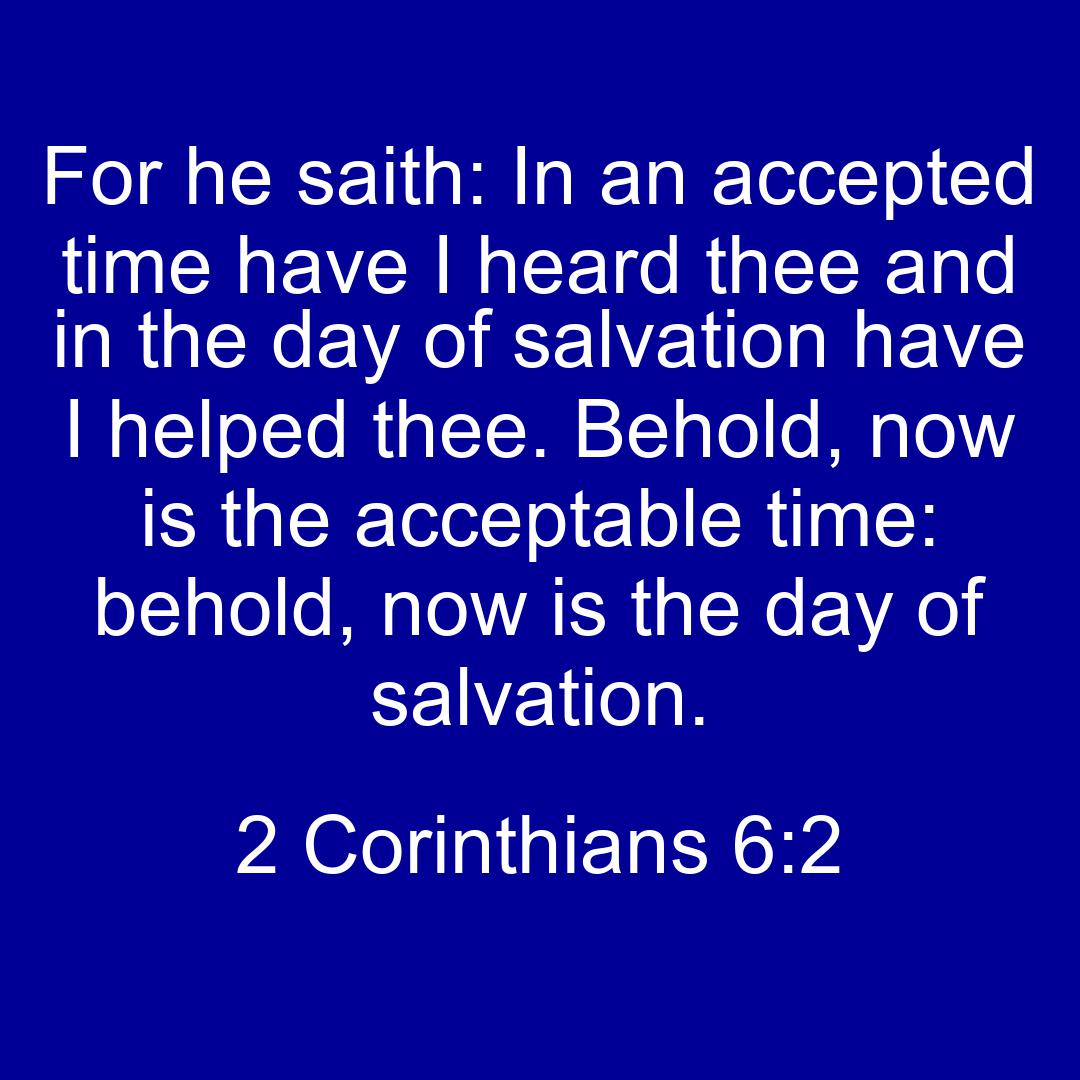 For he saith: In an accepted
time have I heard thee and
in the day of salvation have
I helped thee. Behold, now
is the acceptable time:
behold, now is the day of
salvation.
2 Corinthians 6:2